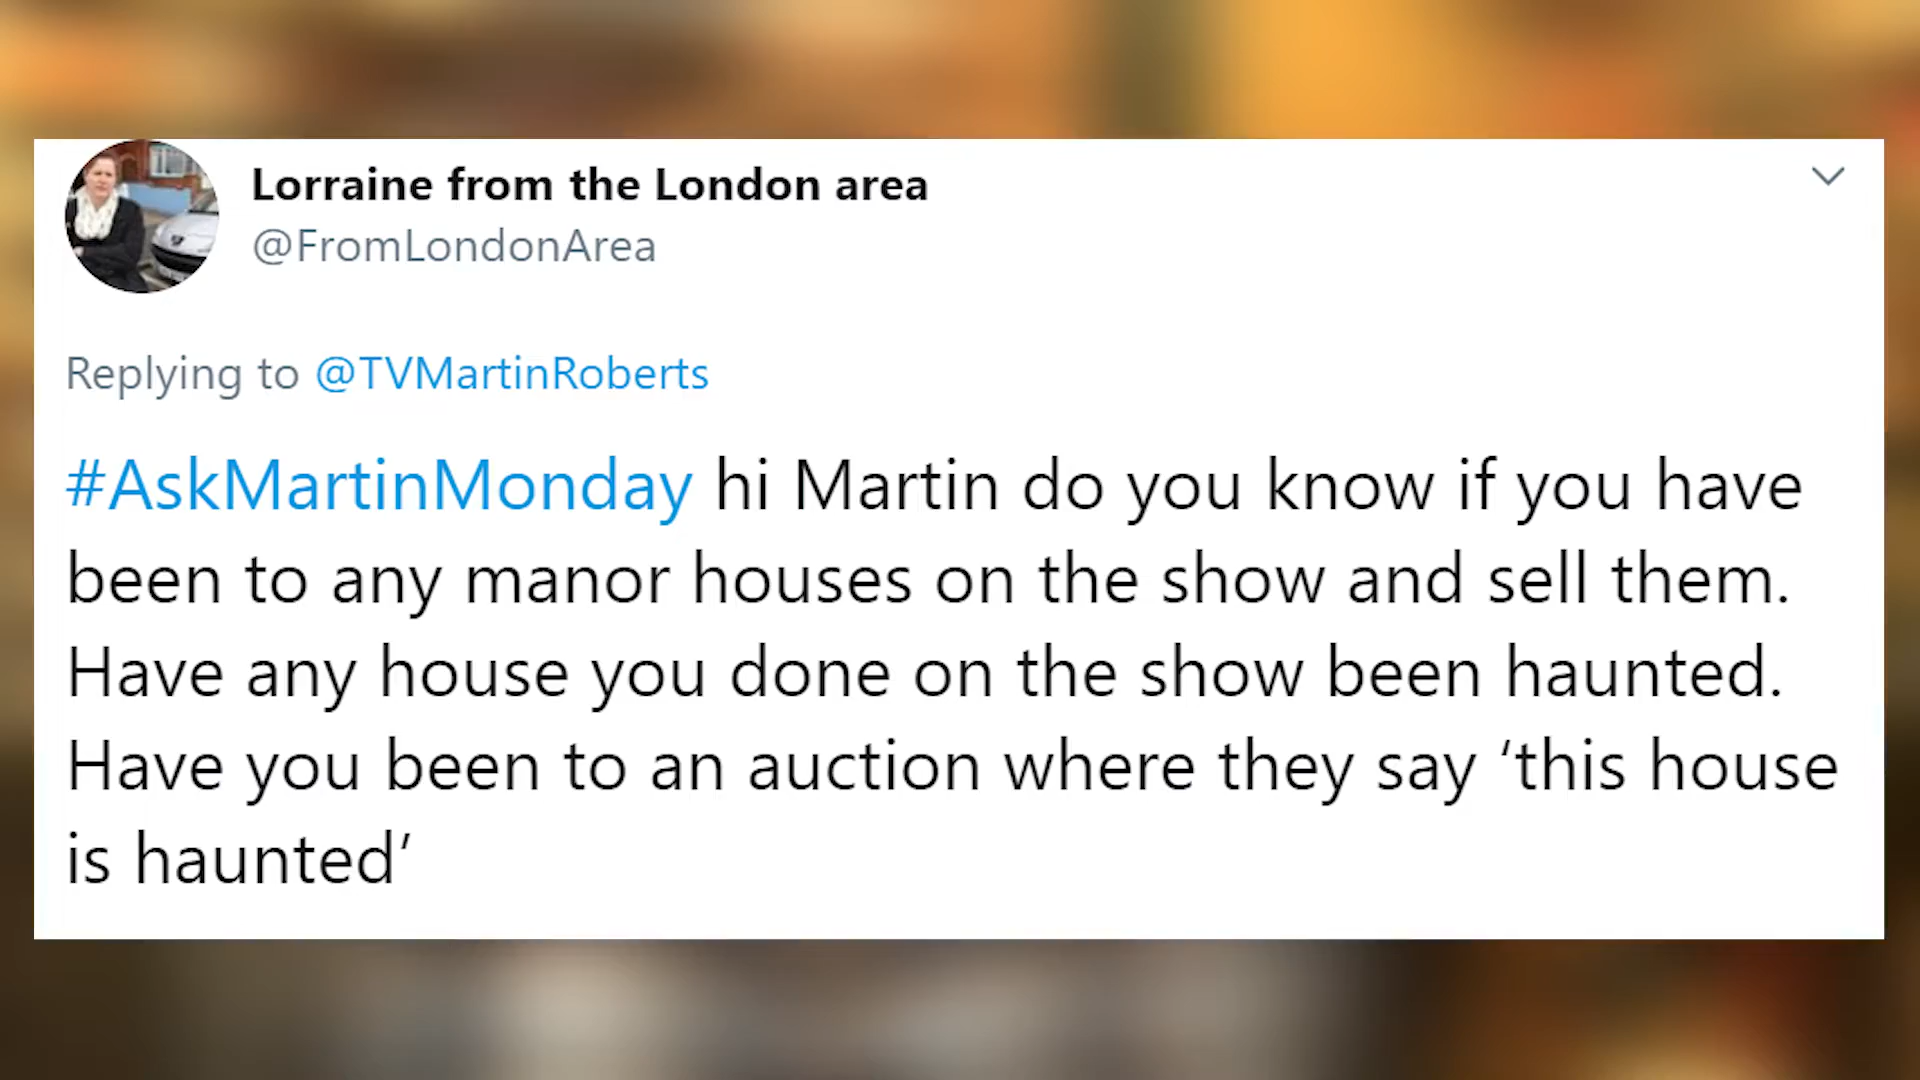 Lorraine from the London area
@FromLondonArea
Replying to @TVMartinRoberts
#AskMartinMonday hi Martin do you know if you have
been to any manor houses on the show and sell them.
Have any house you done on the show been haunted.
Have you been to an auction where they say ‘this house
is haunted’